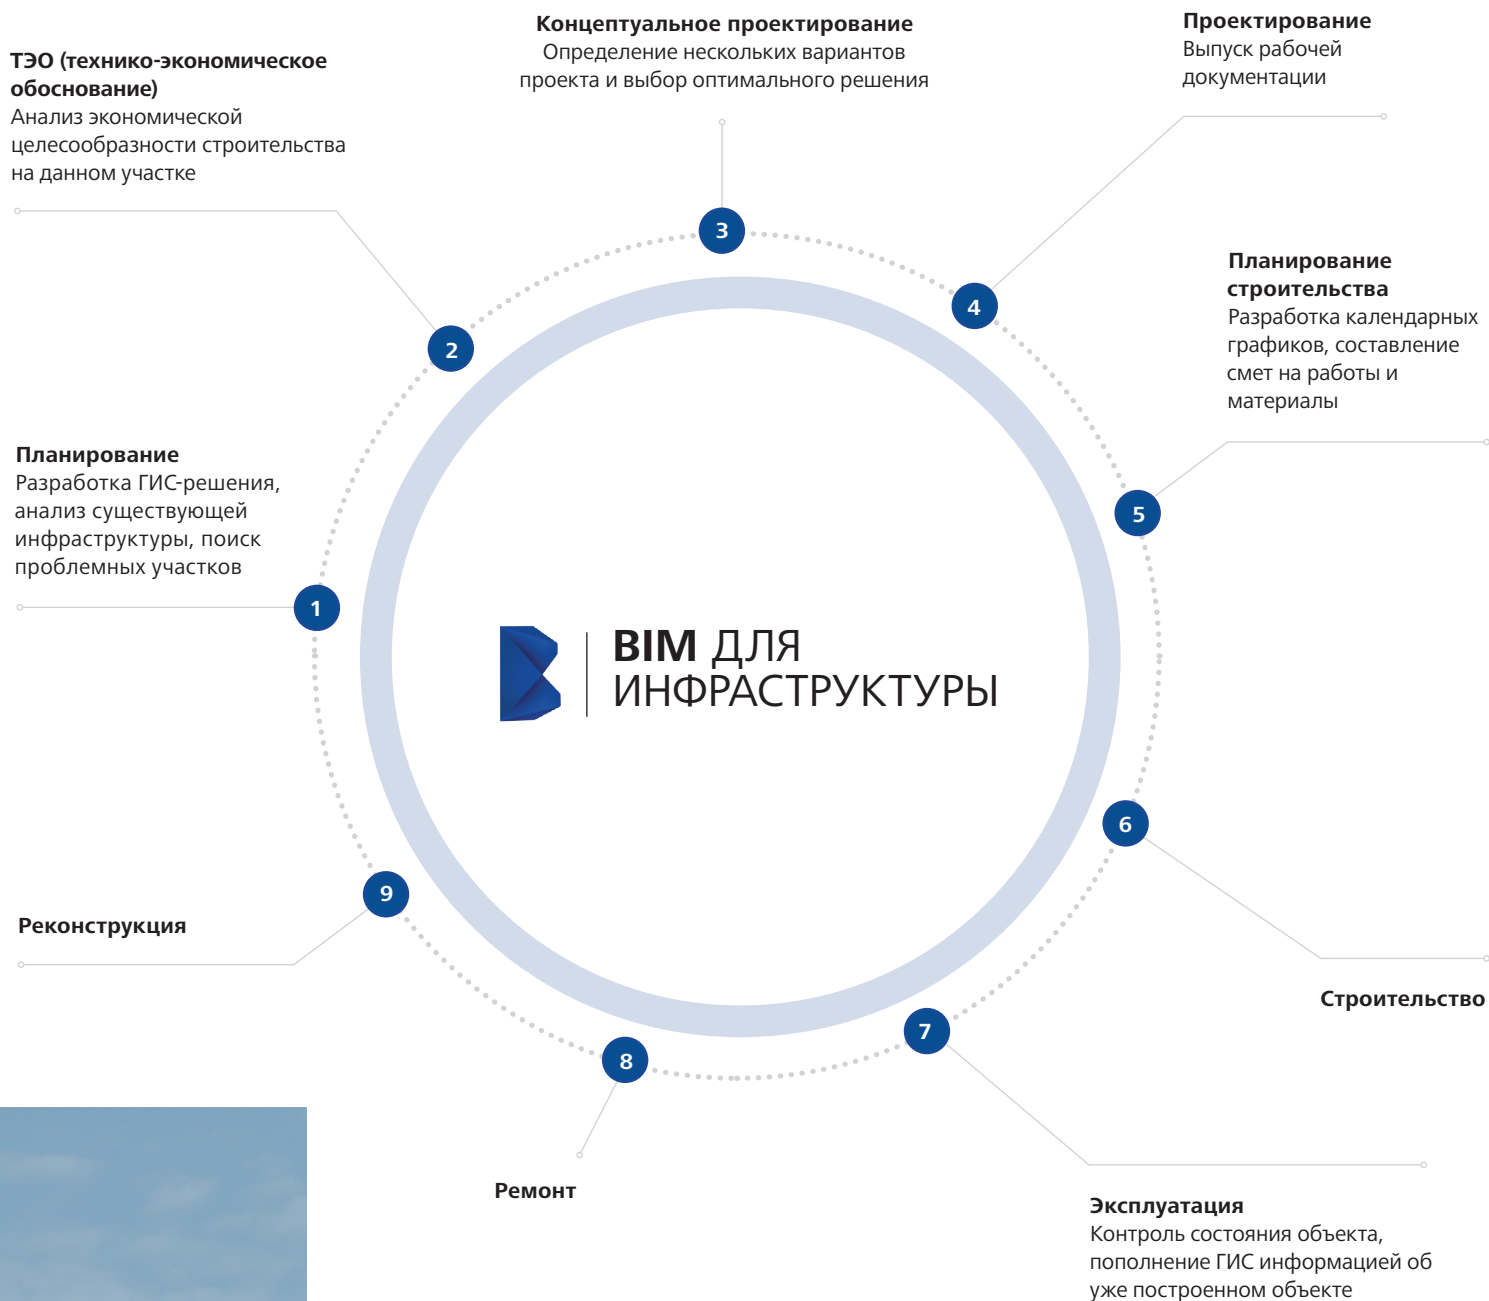 Концептуальное проектирование
Определение нескольких вариантов
проекта и выбор оптимального решения
Проектирование
Выпуск рабочей
документации
ТЭО (технико-экономическое
обоснование)
Анализ экономической
целесообразности строительства
на данном участке
3
4
2
Планирование
строительства
Разработка календарных
графиков, составление
смет на работы и
материалы
Планирование
Разработка ГИС-решения,
анализ существующей
инфраструктуры, поиск
проблемных участков
5
1
BIM ДЛЯ
ИНФРАСТРУКТУРЫ
6
9
Реконструкция
Строительство
7
8
Ремонт
Эксплуатация
Контроль состояния объекта,
пополнение ГИС информацией об
уже построенном объекте